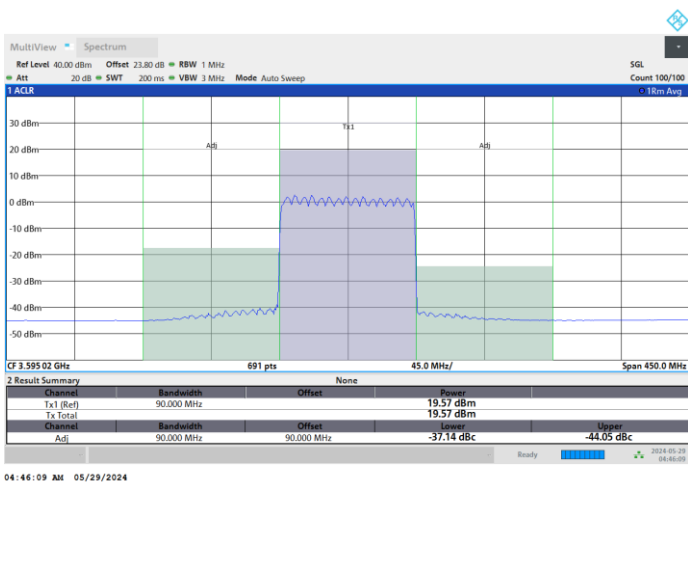 MultiView Spectrum
Ref Level 40.00 dBm Offset 23.80 dB RBW 1 MHz SGL
Att 20 dB SWT 200 ms VBW 3 MHz Mode Auto Sweep Count 100/100
1 ACLR 1Rm Avg
30 dBm
Tx1
20 dBm
Adj Adj
10 dBm
0 dBm
-10 dBm
-20 dBm
-30 dBm
-40 dBm
-50 dBm
CF 3.595 02 GHz 691 pts 45.0 MHz/ Span 450.0 MHz
2 Result Summary None
Channel Bandwidth Offset Power
Tx1 (Ref) 90.000 MHz 19.57 dBm
Tx Total 19.57 dBm
Channel Bandwidth Offset Lower Upper
Adj 90.000 MHz 90.000 MHz -37.14 dBc -44.05 dBc
Ready 2024-05-29
04:46:09
04:46:09 AM 05/29/2024